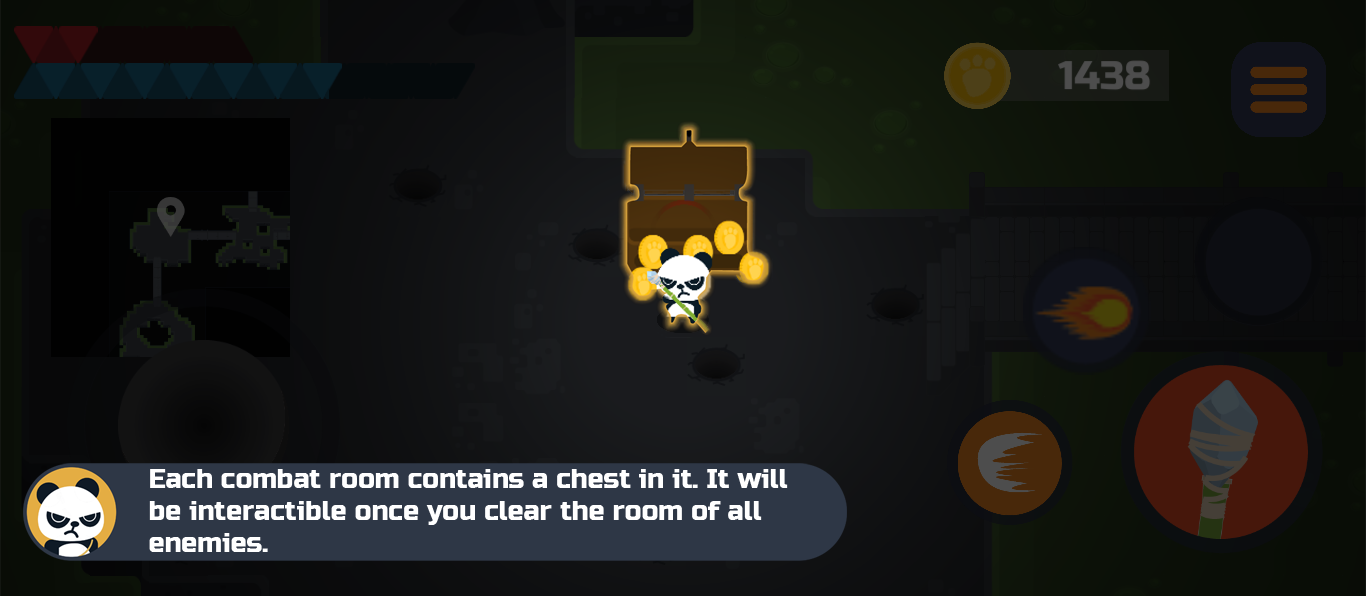 1438
Each combat room contains a chest in it. It will
be interactible once you clear the room of all
enemies.